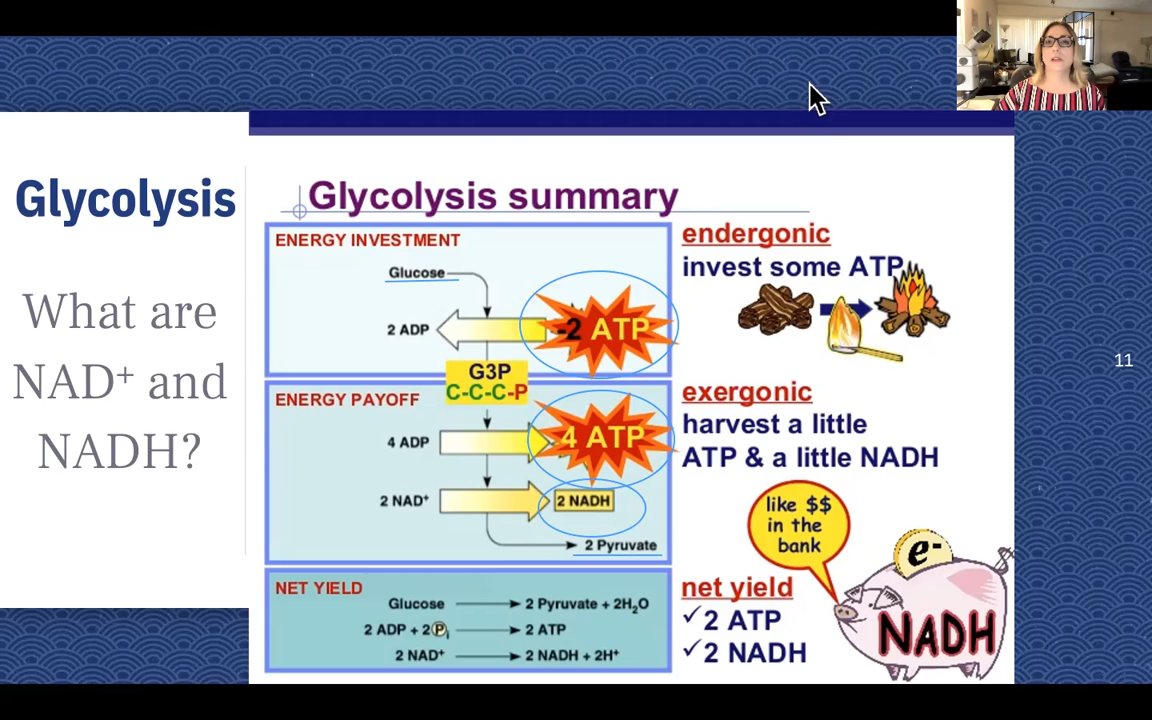 Glycolysis
What are
NAD⁺ and
NADH?
Glycolysis summary
ENERGY INVESTMENT
Glucose
2 ADP
-2 ATP
G3P
C-C-C-P
ENERGY PAYOFF
4 ADP
4 ATP
2 NAD⁺
2 NADH
2 Pyruvate
NET YIELD
Glucose → 2 Pyruvate + 2H₂O
2 ADP + 2Pᵢ → 2 ATP
2 NAD⁺ → 2 NADH + 2H⁺
endergonic
invest some ATP
exergonic
harvest a little
ATP & a little NADH
like $$
in the
bank
e-
NADH
net yield
✓2 ATP
✓2 NADH
11